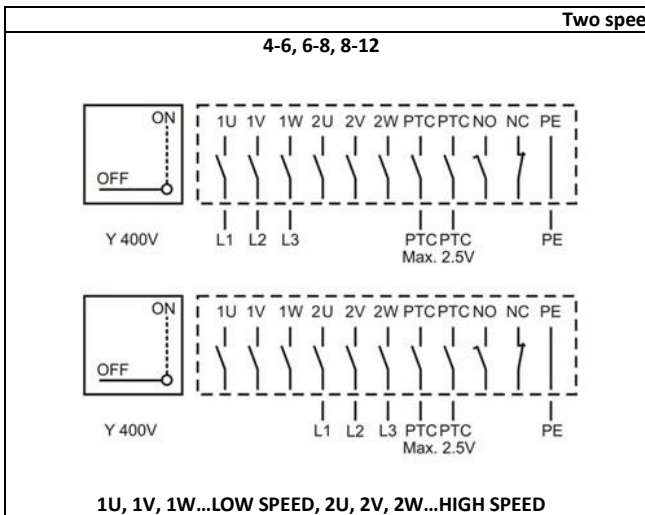 Two spee
4-6, 6-8, 8-12
ON 1U 1V 1W 2U 2V 2W PTC PTC NO NC PE
OFF
Y 400V L1 L2 L3 PTC PTC PE
Max. 2.5V
ON 1U 1V 1W 2U 2V 2W PTC PTC NO NC PE
OFF
Y 400V L1 L2 L3 PTC PTC PE
Max. 2.5V
1U, 1V, 1W...LOW SPEED, 2U, 2V, 2W...HIGH SPEED